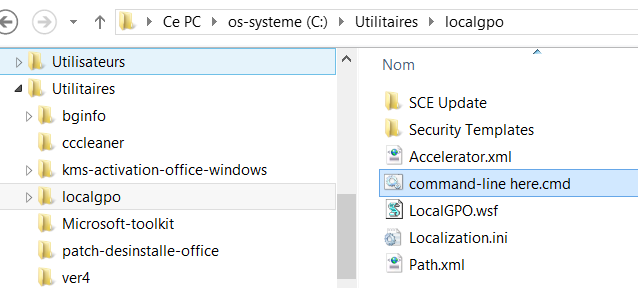 Ce PC os-systeme (C:) Utilitaires localgpo
Utilisateurs
Utilitaires
bginfo
cccleaner
kms-activation-office-windows
localgpo
Microsoft-toolkit
patch-desinstalle-office
ver4
Nom
SCE Update
Security Templates
Accelerator.xml
command-line here.cmd
LocalGPO.wsf
Localization.ini
Path.xml